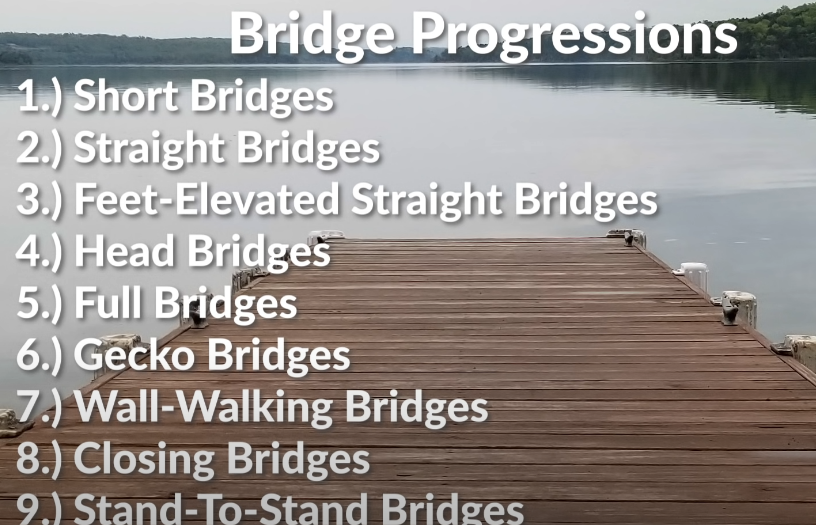 Bridge Progressions
1.) Short Bridges
2.) Straight Bridges
3.) Feet-Elevated Straight Bridges
4.) Head Bridges
5.) Full Bridges
6.) Gecko Bridges
7.) Wall-Walking Bridges
8.) Closing Bridges
9.) Stand-To-Stand Bridges